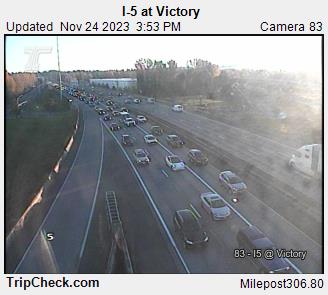 I-5 at Victory
Updated Nov 24 2023 3:53 PM Camera 83
5
83 - I5 @ Victory
TripCheck.com Milepost306.80